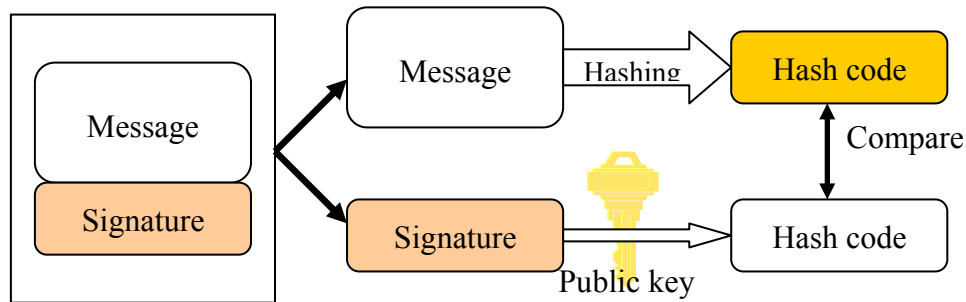 Message
Signature
Message
Hashing
Hash code
Compare
Signature
Public key
Hash code